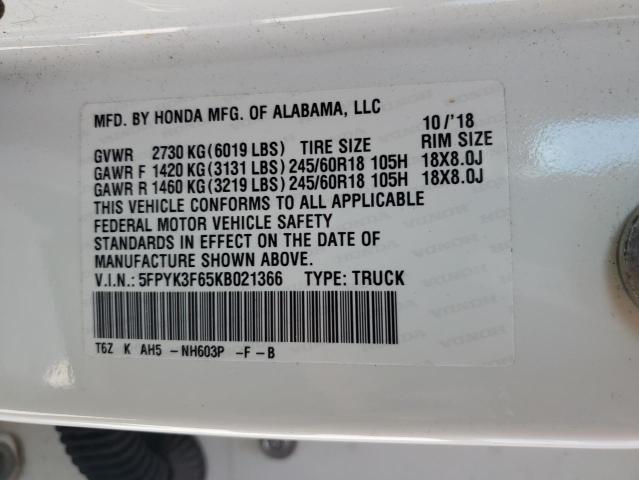 MFD. BY HONDA MFG. OF ALABAMA, LLC 10/'18
GVWR 2730 KG(6019 LBS) TIRE SIZE RIM SIZE
GAWR F 1420 KG(3131 LBS)245/60R18 105H 18X8.0J
GAWR R 1460 KG(3219 LBS)245/60R18 105H 18X8.0J
THIS VEHICLE CONFORMS TO ALL APPLICABLE
FEDERAL MOTOR VEHICLE SAFETY
STANDARDS IN EFFECT ON THE DATE OF
MANUFACTURE SHOWN ABOVE.
V.I.N.: 5FPYK3F65KB021366 TYPE: TRUCK
T6Z K AH5 -NH603P -F-B